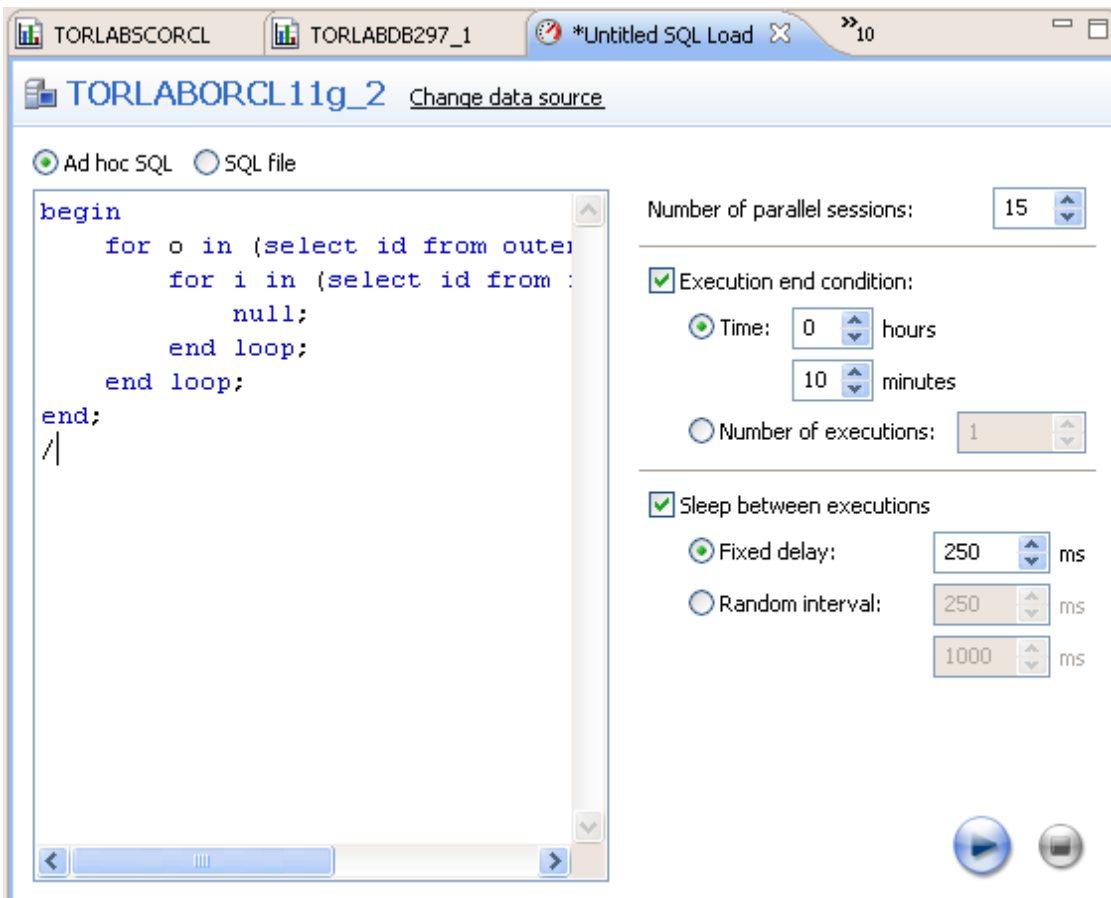 TORLABSCORCL TORLABDB297_1 *Untitled SQL Load »10
TORLABORCL11g_2 Change data source
Ad hoc SQL SQL file
begin
for o in (select id from outer
for i in (select id from
null;
end loop;
end loop;
end;
/
Number of parallel sessions: 15
Execution end condition:
Time: 0 hours
10 minutes
Number of executions: 1
Sleep between executions
Fixed delay: 250 ms
Random interval: 250 ms
1000 ms